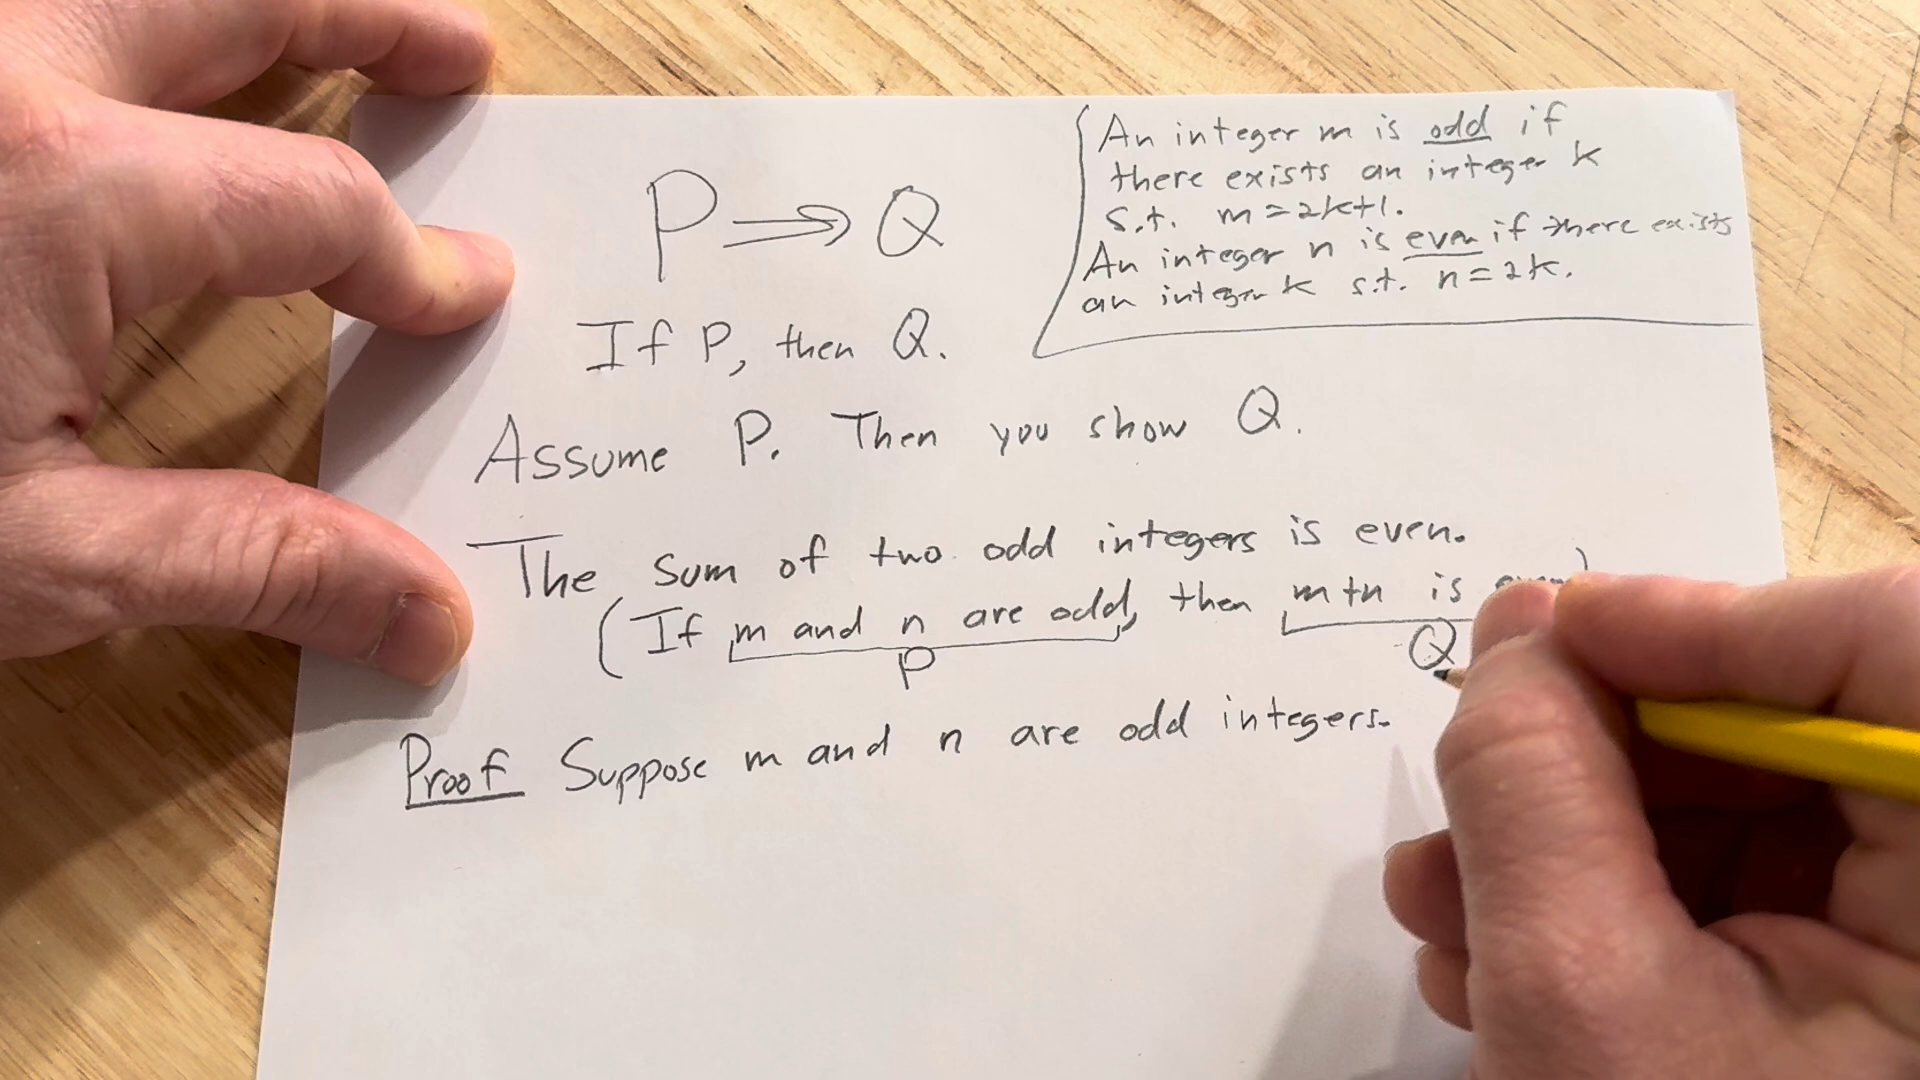 P ⟹ Q
If P, then Q.
An integer m is odd if
there exists an integer k
s.t. m = 2k+1.
An integer n is even if there exists
an integer k s.t. n = 2k.
Assume P. Then you show Q.
The sum of two odd integers is even.
(If m and n are odd, then m+n is
P Q
Proof Suppose m and n are odd integers.